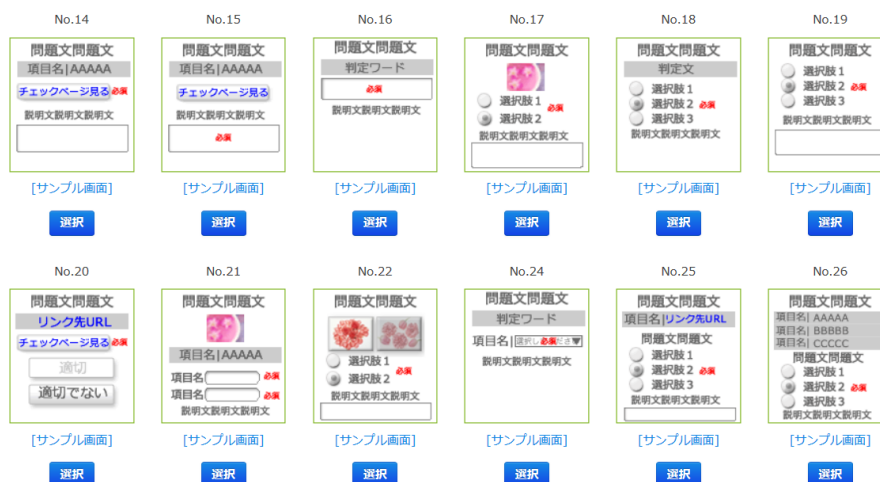 No.14 No.15 No.16 No.17 No.18 No.19
問題文問題文
項目名|AAAAA
チェックページ見る 必須
説明文説明文説明文
問題文問題文
項目名|AAAAA
チェックページ見る
説明文説明文説明文
必須
問題文問題文
判定ワード
必須
説明文説明文説明文
問題文問題文
選択肢1
選択肢2 必須
説明文説明文説明文
問題文問題文
判定文
選択肢1
選択肢2 必須
選択肢3
説明文説明文説明文
問題文問題文
選択肢1
選択肢2 必須
選択肢3
説明文説明文説明文
[サンプル画面] [サンプル画面] [サンプル画面] [サンプル画面] [サンプル画面] [サンプル画面]
選択 選択 選択 選択 選択 選択
No.20 No.21 No.22 No.24 No.25 No.26
問題文問題文
リンク先URL
チェックページ見る 必須
適切
適切でない
問題文問題文
項目名|AAAAA
項目名 必須
項目名 必須
説明文説明文説明文
問題文問題文
選択肢1
選択肢2 必須
説明文説明文説明文
問題文問題文
判定ワード
項目名| 選択し 必須 ださ▼
説明文説明文説明文
問題文問題文
項目名|リンク先URL
問題文問題文
選択肢1
選択肢2 必須
選択肢3
説明文説明文説明文
問題文問題文
項目名| AAAAA
項目名| BBBBB
項目名| CCCCC
問題文問題文
選択肢1
選択肢2 必須
選択肢3
説明文説明文説明文
[サンプル画面] [サンプル画面] [サンプル画面] [サンプル画面] [サンプル画面] [サンプル画面]
選択 選択 選択 選択 選択 選択